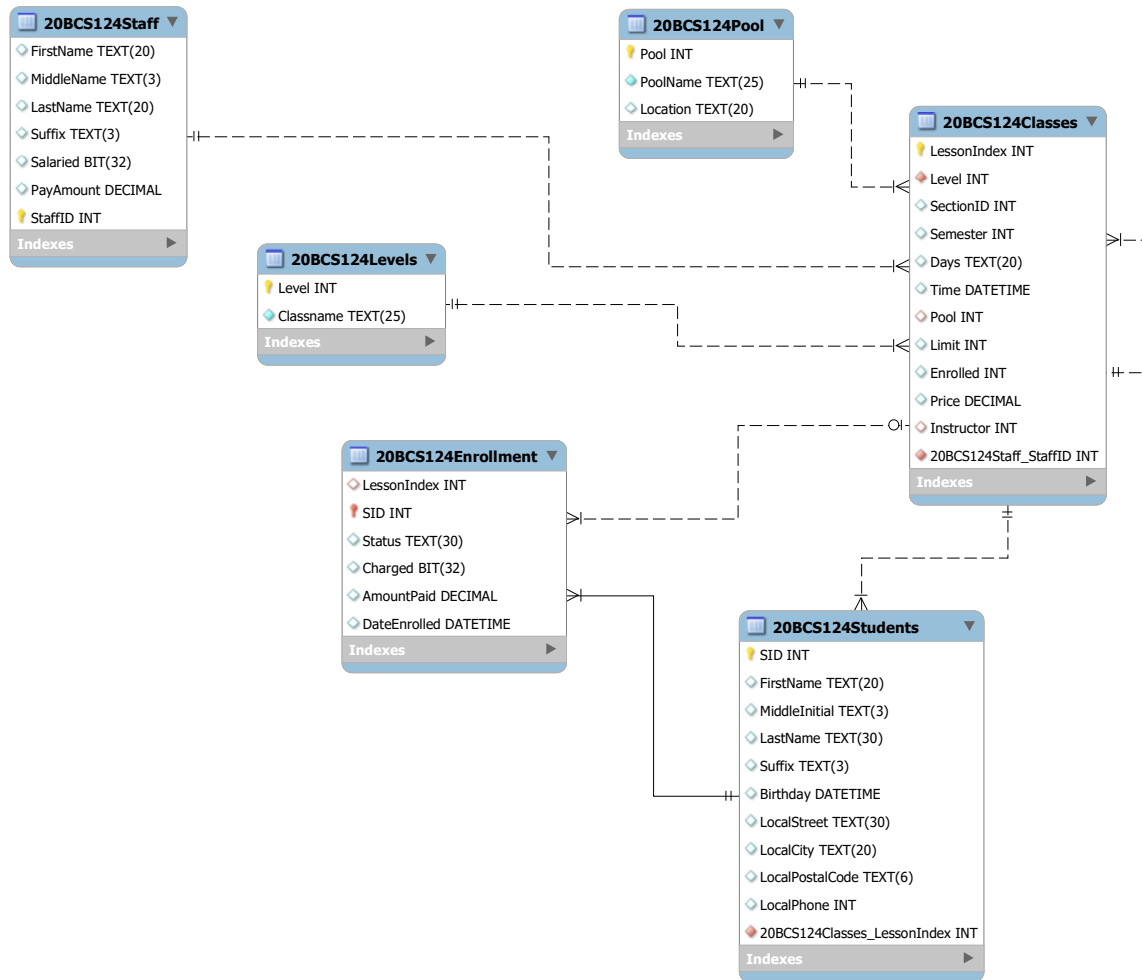 20BCS124Staff
FirstName TEXT(20)
MiddleName TEXT(3)
LastName TEXT(20)
Suffix TEXT(3)
Salaried BIT(32)
PayAmount DECIMAL
StaffID INT
Indexes
20BCS124Pool
Pool INT
PoolName TEXT(25)
Location TEXT(20)
Indexes
20BCS124Classes
LessonIndex INT
Level INT
SectionID INT
Semester INT
Days TEXT(20)
Time DATETIME
Pool INT
Limit INT
Enrolled INT
Price DECIMAL
Instructor INT
20BCS124Staff_StaffID INT
Indexes
20BCS124Levels
Level INT
Classname TEXT(25)
Indexes
20BCS124Enrollment
LessonIndex INT
SID INT
Status TEXT(30)
Charged BIT(32)
AmountPaid DECIMAL
DateEnrolled DATETIME
Indexes
20BCS124Students
SID INT
FirstName TEXT(20)
MiddleInitial TEXT(3)
LastName TEXT(30)
Suffix TEXT(3)
Birthday DATETIME
LocalStreet TEXT(30)
LocalCity TEXT(20)
LocalPostalCode TEXT(6)
LocalPhone INT
20BCS124Classes_LessonIndex INT
Indexes